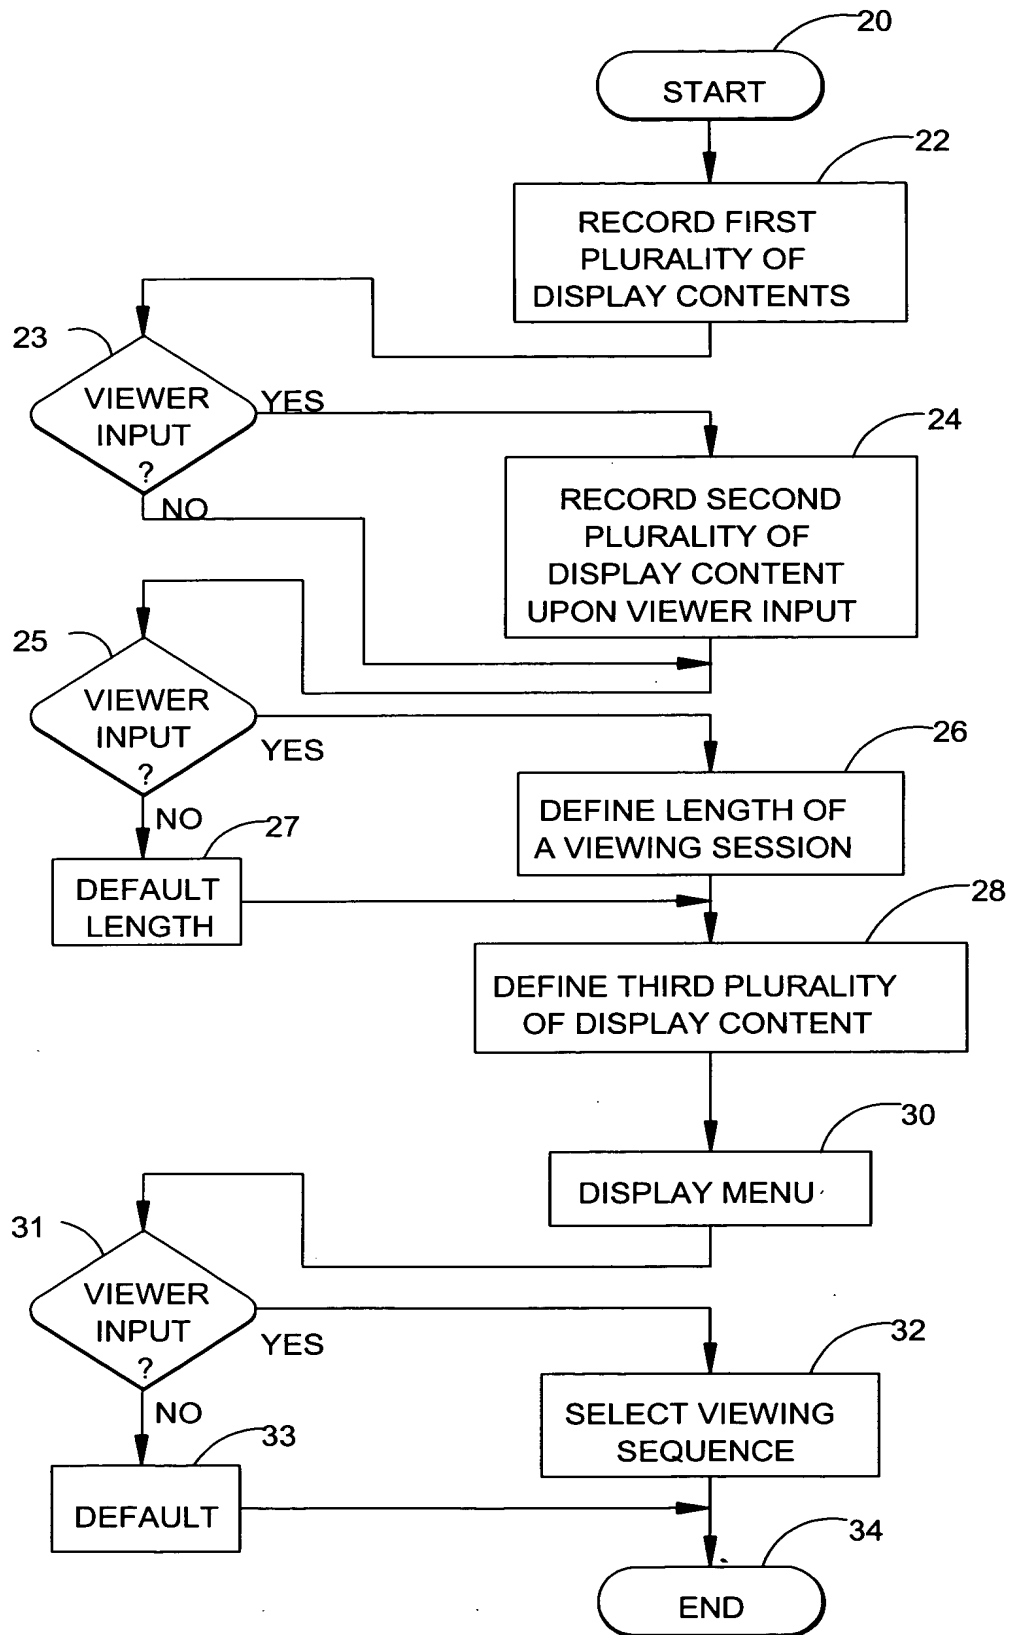 20
START
22
RECORD FIRST
PLURALITY OF
DISPLAY CONTENTS
23
VIEWER
INPUT
?
YES
NO
24
RECORD SECOND
PLURALITY OF
DISPLAY CONTENT
UPON VIEWER INPUT
25
VIEWER
INPUT
?
YES
NO
26
DEFINE LENGTH OF
A VIEWING SESSION
27
DEFAULT
LENGTH
28
DEFINE THIRD PLURALITY
OF DISPLAY CONTENT
30
DISPLAY MENU
31
VIEWER
INPUT
?
YES
NO
32
SELECT VIEWING
SEQUENCE
33
DEFAULT
34
END